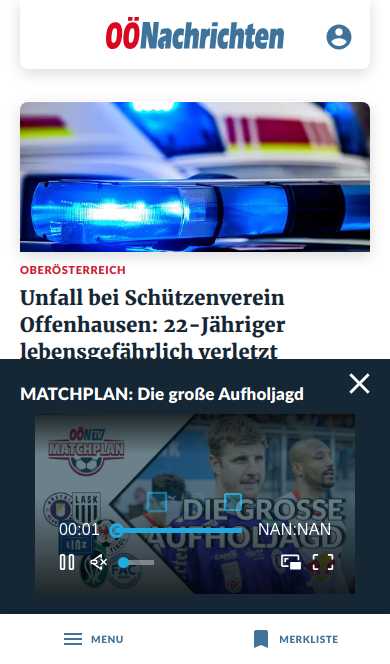 OÖNachrichten
OBERÖSTERREICH
Unfall bei Schützenverein
Offenhausen: 22-Jähriger
lebensgefährlich verletzt
MATCHPLAN: Die große Aufholjagd
OÖN TV
MATCHPLAN
LASK
DIE GROSSE
AUFHOLJAGD
00:01
NAN:NAN
MENU
MERKLISTE